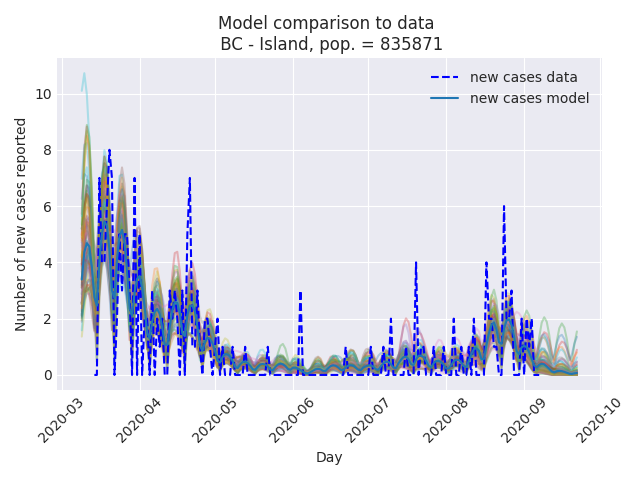 Model comparison to data
BC - Island, pop. = 835871
new cases data
new cases model
Number of new cases reported
10
8
6
4
2
0
2020-03
2020-04
2020-05
2020-06
2020-07
2020-08
2020-09
2020-10
Day